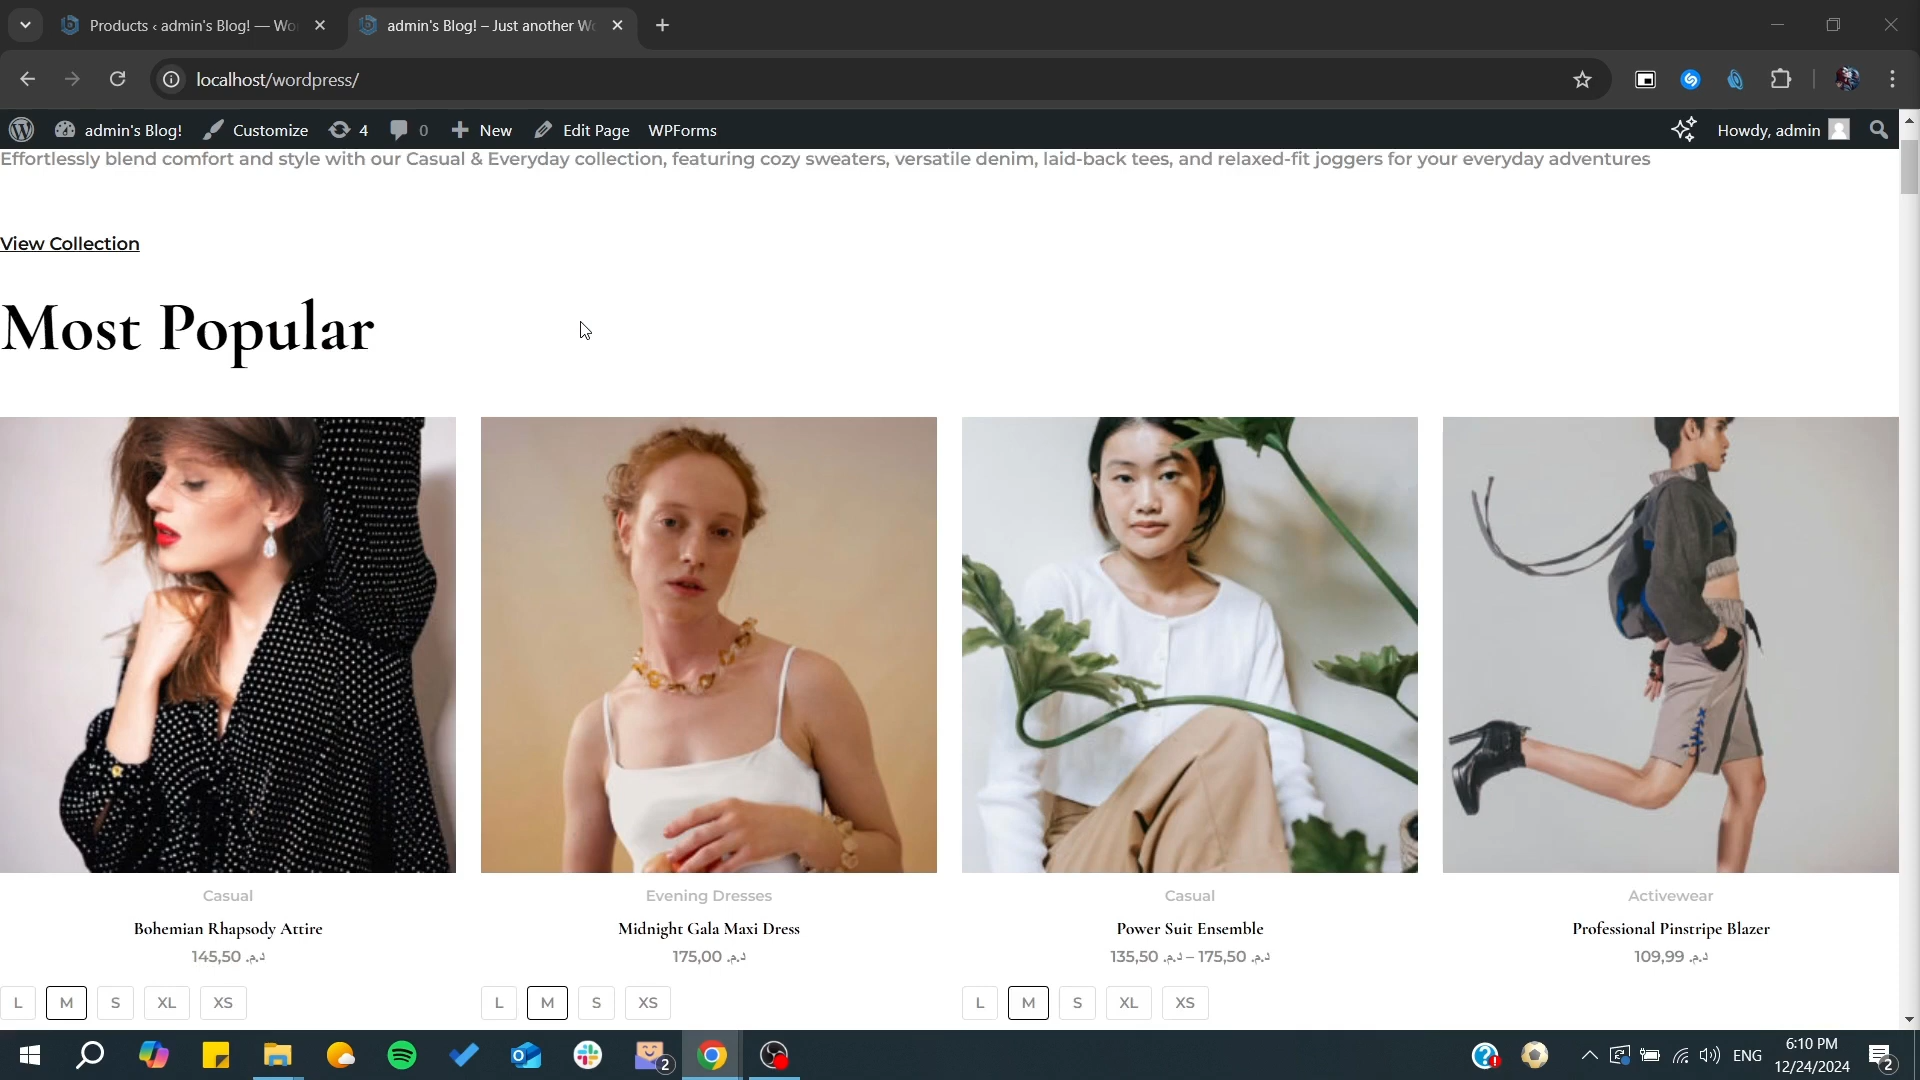 Products ‹ admin's Blog! — Wo
admin's Blog! – Just another Wo
localhost/wordpress/
admin's Blog!
Customize
4
0
New
Edit Page
WPForms
Howdy, admin
Effortlessly blend comfort and style with our Casual & Everyday collection, featuring cozy sweaters, versatile denim, laid-back tees, and relaxed-fit joggers for your everyday adventures
View Collection
Most Popular
Casual
Bohemian Rhapsody Attire
145,50 د.م.
L M S XL XS
Evening Dresses
Midnight Gala Maxi Dress
175,00 د.م.
L M S XS
Casual
Power Suit Ensemble
135,50 د.م. – 175,50 د.م.
L M S XL XS
Activewear
Professional Pinstripe Blazer
109,99 د.م.
2
ENG
6:10 PM
12/24/2024
2